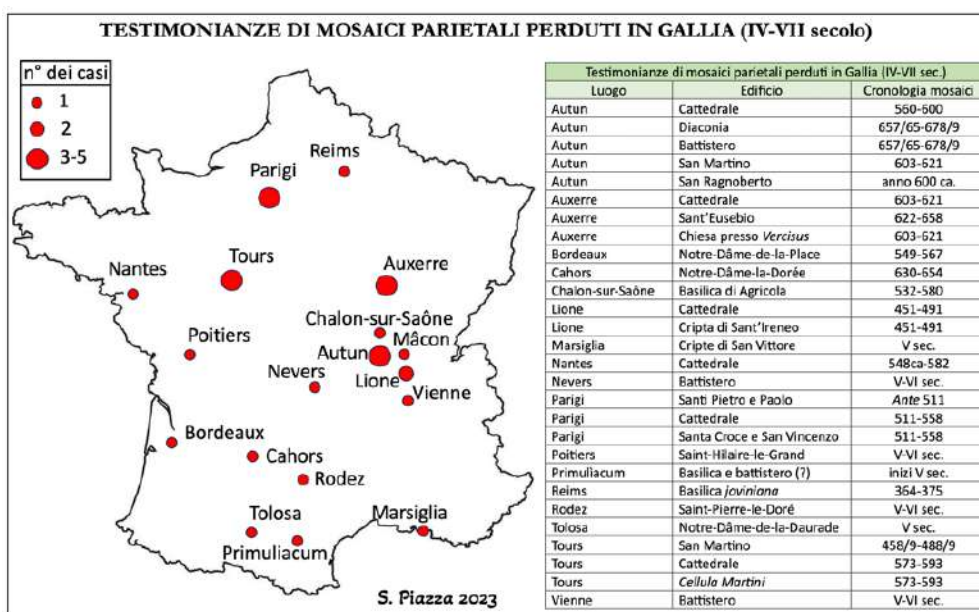 TESTIMONIANZE DI MOSAICI PARIETALI PERDUTI IN GALLIA (IV-VII secolo)
n° dei casi
1
2
3-5
Reims
Parigi
Tours
Auxerre
Nantes
Chalon-sur-Saône
Poitiers
Autun
Mâcon
Nevers
Lione
Vienne
Bordeaux
Cahors
Rodez
Tolosa
Marsiglia
Primuliacum
S. Piazza 2023
Testimonianze di mosaici parietali perduti in Gallia (IV-VII sec.)
Luogo Edificio Cronologia mosaici
Autun Cattedrale 560-600
Autun Diaconia 657/65-678/9
Autun Battistero 657/65-678/9
Autun San Martino 603-621
Autun San Ragnoberto anno 600 ca.
Auxerre Cattedrale 603-621
Auxerre Sant'Eusebio 622-658
Auxerre Chiesa presso Vercisus 603-621
Bordeaux Notre-Dâme-de-la-Place 549-567
Cahors Notre-Dâme-la-Dorée 630-654
Chalon-sur-Saône Basilica di Agricola 532-580
Lione Cattedrale 451-491
Lione Cripta di Sant'Ireneo 451-491
Marsiglia Cripte di San Vittore V sec.
Nantes Cattedrale 548ca-582
Nevers Battistero V-VI sec.
Parigi Santi Pietro e Paolo Ante 511
Parigi Cattedrale 511-558
Parigi Santa Croce e San Vincenzo 511-558
Poitiers Saint-Hilaire-le-Grand V-VI sec.
Primuliacum Basilica e battistero (?) inizi V sec.
Reims Basilica joviniana 364-375
Rodez Saint-Pierre-le-Doré V-VI sec.
Tolosa Notre-Dâme-de-la-Daurade V sec.
Tours San Martino 458/9-488/9
Tours Cattedrale 573-593
Tours Cellula Martini 573-593
Vienne Battistero V-VI sec.